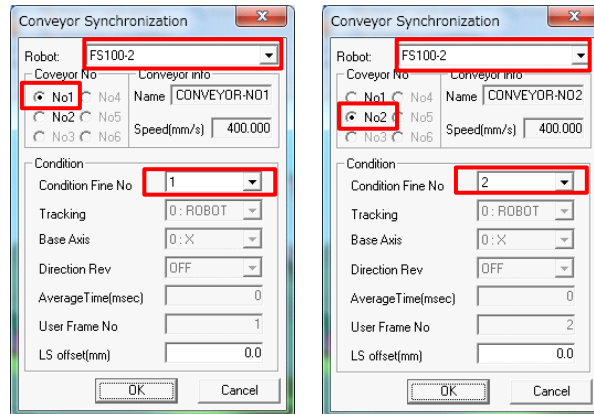 Conveyor Synchronization
x
Robot: FS100-2
Coveyor No
No1 No4
No2 No5
No3 No6
Conveyor info
Name CONVEYOR-NO1
Speed(mm/s) 400.000
Condition
Condition Fine No 1
Tracking 0 : ROBOT
Base Axis 0 : X
Direction Rev OFF
AverageTime(msec) 0
User Frame No 1
LS offset(mm) 0.0
OK Cancel
Conveyor Synchronization
x
Robot: FS100-2
Coveyor No
No1 No4
No2 No5
No3 No6
Conveyor info
Name CONVEYOR-NO2
Speed(mm/s) 400.000
Condition
Condition Fine No 2
Tracking 0 : ROBOT
Base Axis 0 : X
Direction Rev OFF
AverageTime(msec) 0
User Frame No 2
LS offset(mm) 0.0
OK Cancel